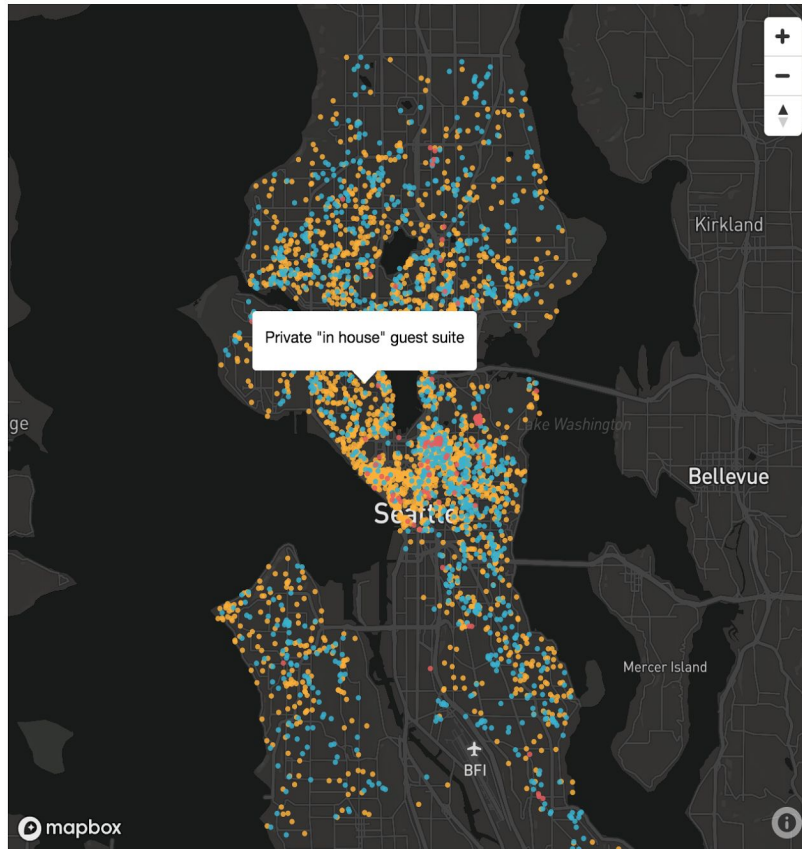 +
−
Kirkland
Private "in house" guest suite
ge
Lake Washington
Bellevue
Seattle
Mercer Island
BFI
mapbox
i